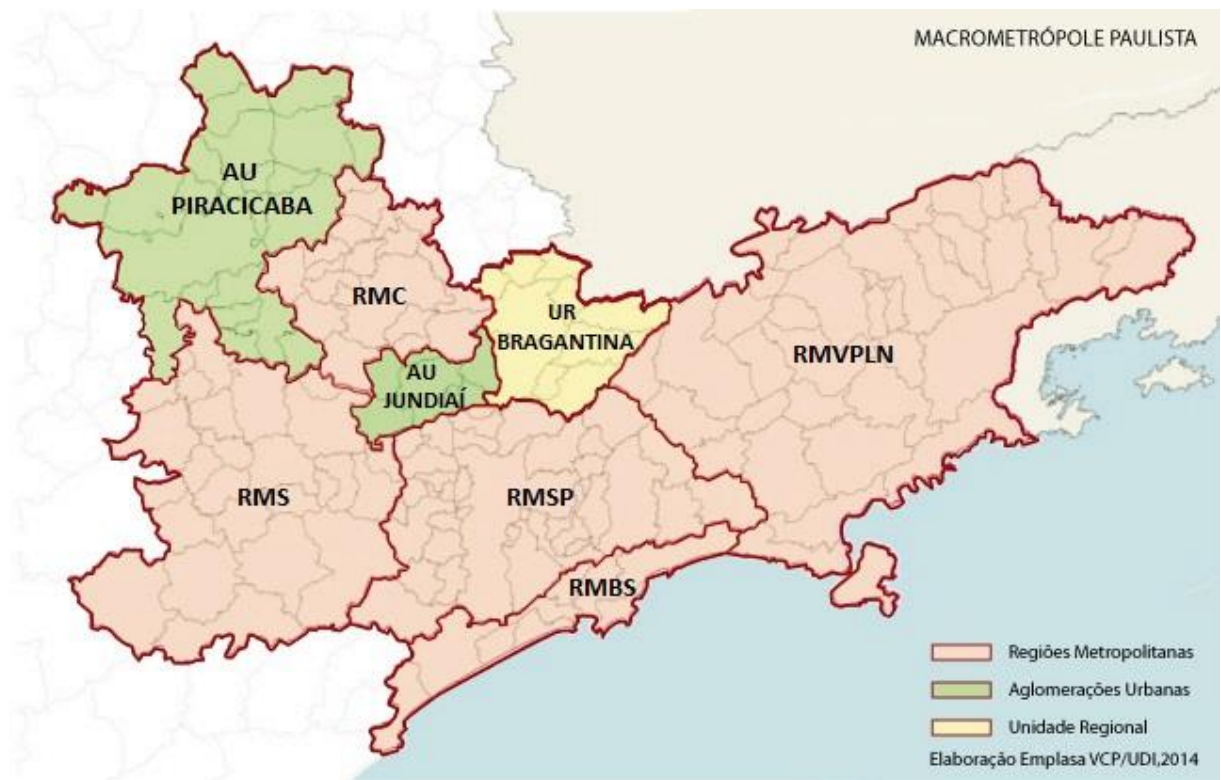 MACROMETRÓPOLE PAULISTA
AU
PIRACICABA
RMC
UR
BRAGANTINA
RMVPLN
AU
JUNDIAÍ
RMS
RMSP
RMBS
Regiões Metropolitanas
Aglomerações Urbanas
Unidade Regional
Elaboração Emplasa VCP/UDI,2014